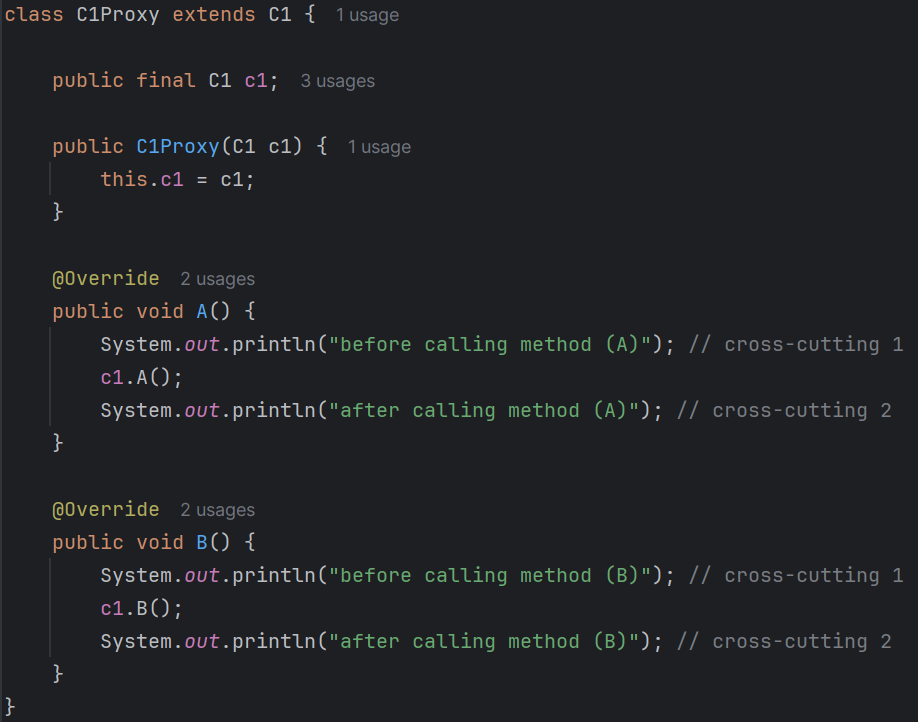 class C1Proxy extends C1 {  1 usage
public final C1 c1;  3 usages
public C1Proxy(C1 c1) {  1 usage
this.c1 = c1;
}
@Override  2 usages
public void A() {
System.out.println("before calling method (A)"); // cross-cutting 1
c1.A();
System.out.println("after calling method (A)"); // cross-cutting 2
}
@Override  2 usages
public void B() {
System.out.println("before calling method (B)"); // cross-cutting 1
c1.B();
System.out.println("after calling method (B)"); // cross-cutting 2
}
}